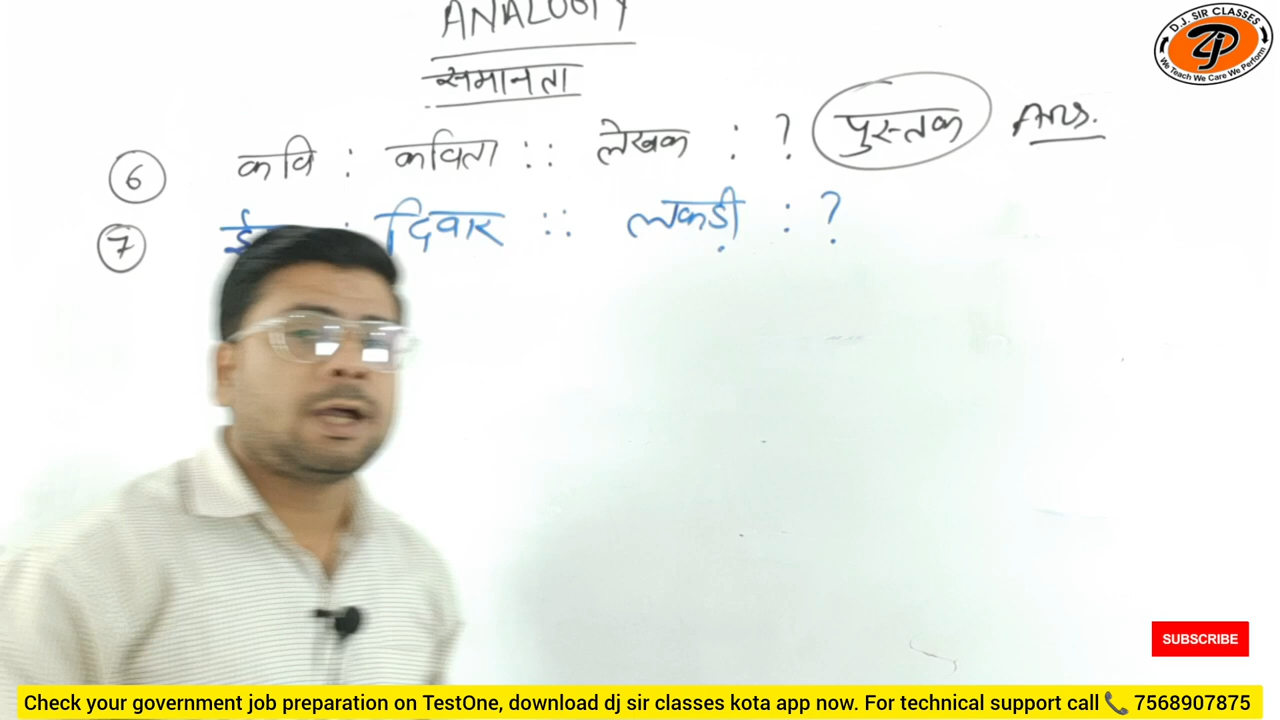 ANALOGY
समानता
6 कवि : कविता :: लेखक : ? पुस्तक Ans.
7 : दिवार :: लकड़ी : ?
D.J. SIR CLASSES
We Teach We Care We Perform
SUBSCRIBE
Check your government job preparation on TestOne, download dj sir classes kota app now. For technical support call 📞 7568907875